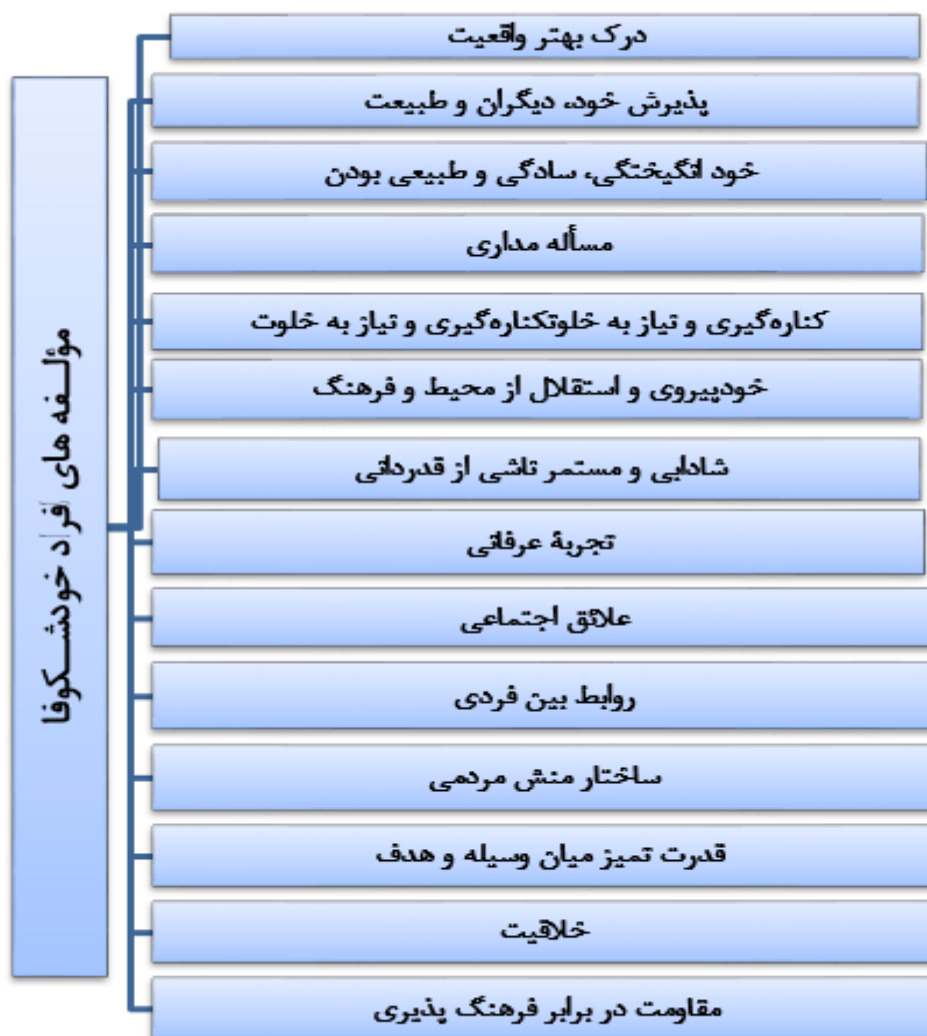 مؤلفه های افراد خودشکوفا
درک بهتر واقعیت
پذیرش خود، دیگران و طبیعت
خود انگیختگی، سادگی و طبیعی بودن
مسأله مداری
کناره‌گیری و نیاز به خلوتکناره‌گیری و نیاز به خلوت
خودپیروی و استقلال از محیط و فرهنگ
شادابی و مستمر ناشی از قدردانی
تجربۀ عرفانی
علائق اجتماعی
روابط بین فردی
ساختار منش مردمی
قدرت تمیز میان وسیله و هدف
خلاقیت
مقاومت در برابر فرهنگ پذیری